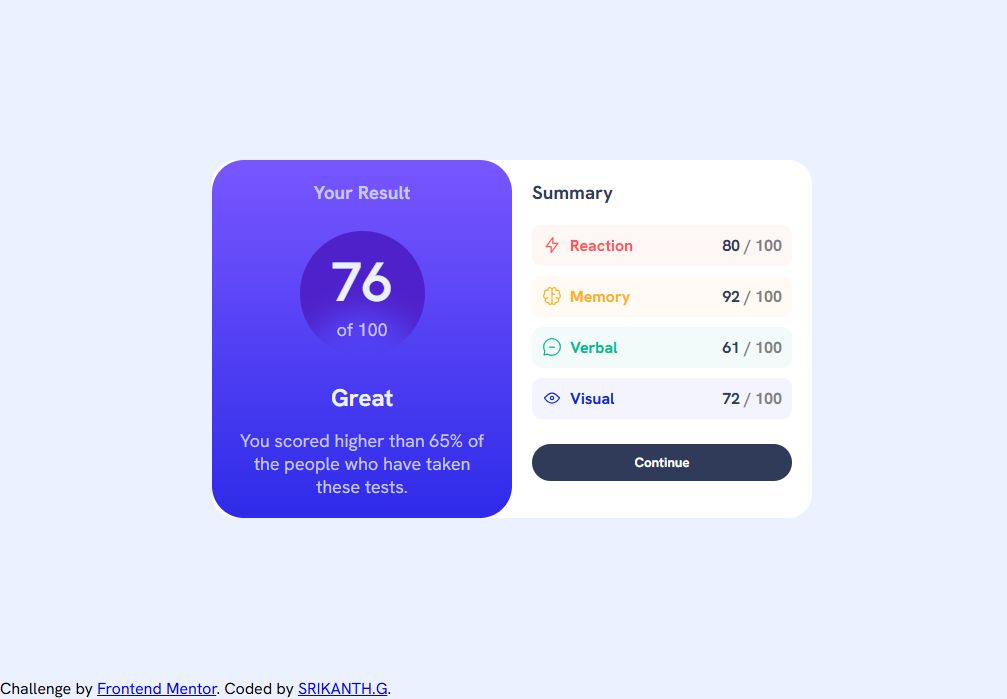 Your Result
76
of 100
Great
You scored higher than 65% of
the people who have taken
these tests.
Summary
Reaction 80 / 100
Memory 92 / 100
Verbal 61 / 100
Visual 72 / 100
Continue
Challenge by Frontend Mentor. Coded by SRIKANTH.G.